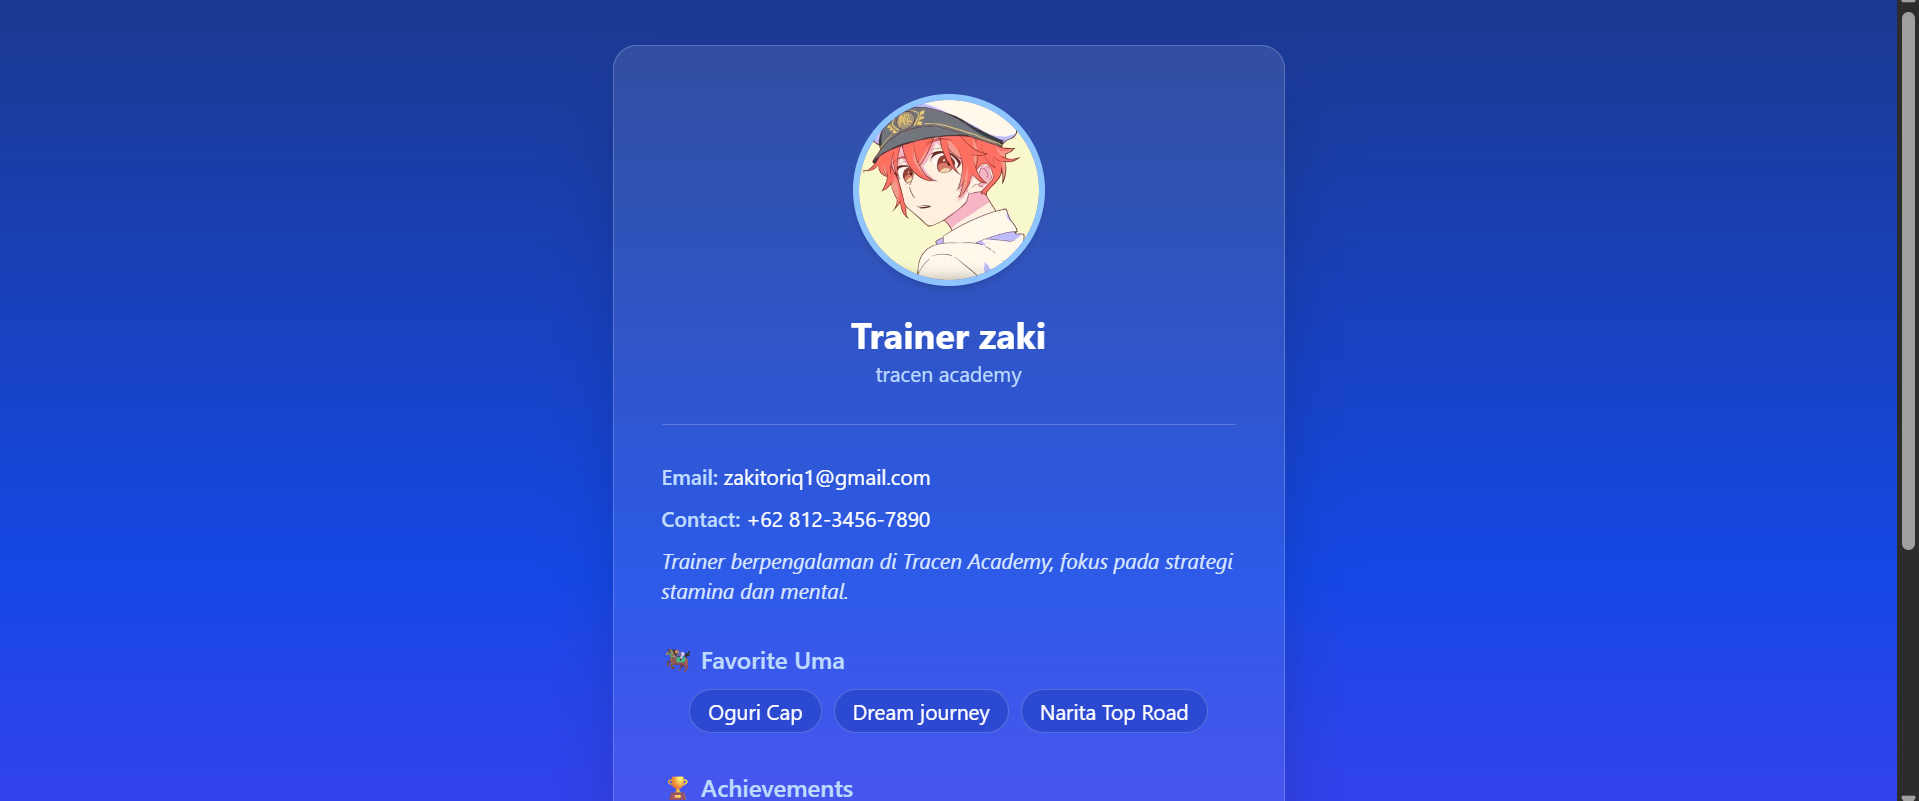 Trainer zaki
tracen academy
Email: zakitoriq1@gmail.com
Contact: +62 812-3456-7890
Trainer berpengalaman di Tracen Academy, fokus pada strategi
stamina dan mental.
🏇 Favorite Uma
Oguri Cap Dream journey Narita Top Road
🏆 Achievements